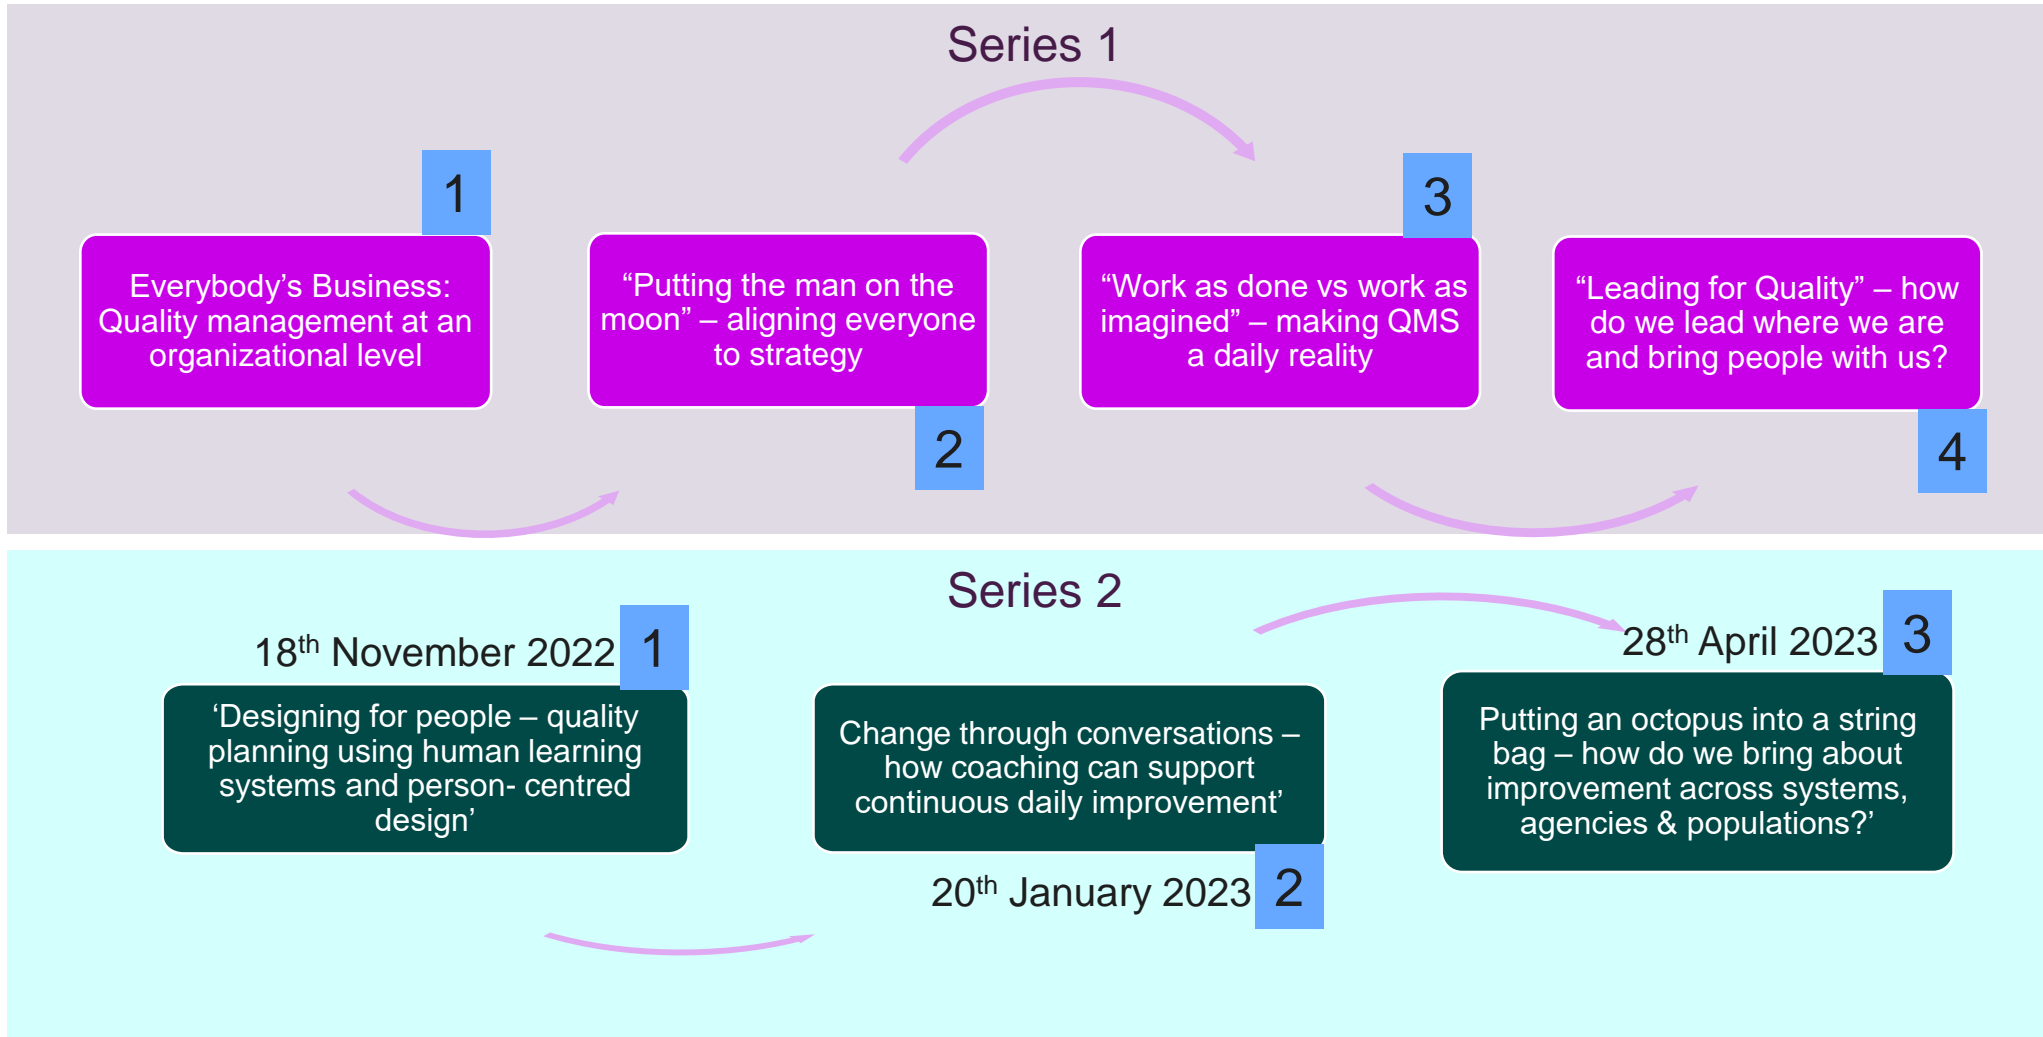 Series 1
1
Everybody’s Business:
Quality management at an
organizational level
“Putting the man on the
moon” – aligning everyone
to strategy
2
3
“Work as done vs work as
imagined” – making QMS
a daily reality
“Leading for Quality” – how
do we lead where we are
and bring people with us?
4
Series 2
18th November 2022
1
‘Designing for people – quality
planning using human learning
systems and person- centred
design’
Change through conversations –
how coaching can support
continuous daily improvement’
20th January 2023
2
28th April 2023
3
Putting an octopus into a string
bag – how do we bring about
improvement across systems,
agencies & populations?’